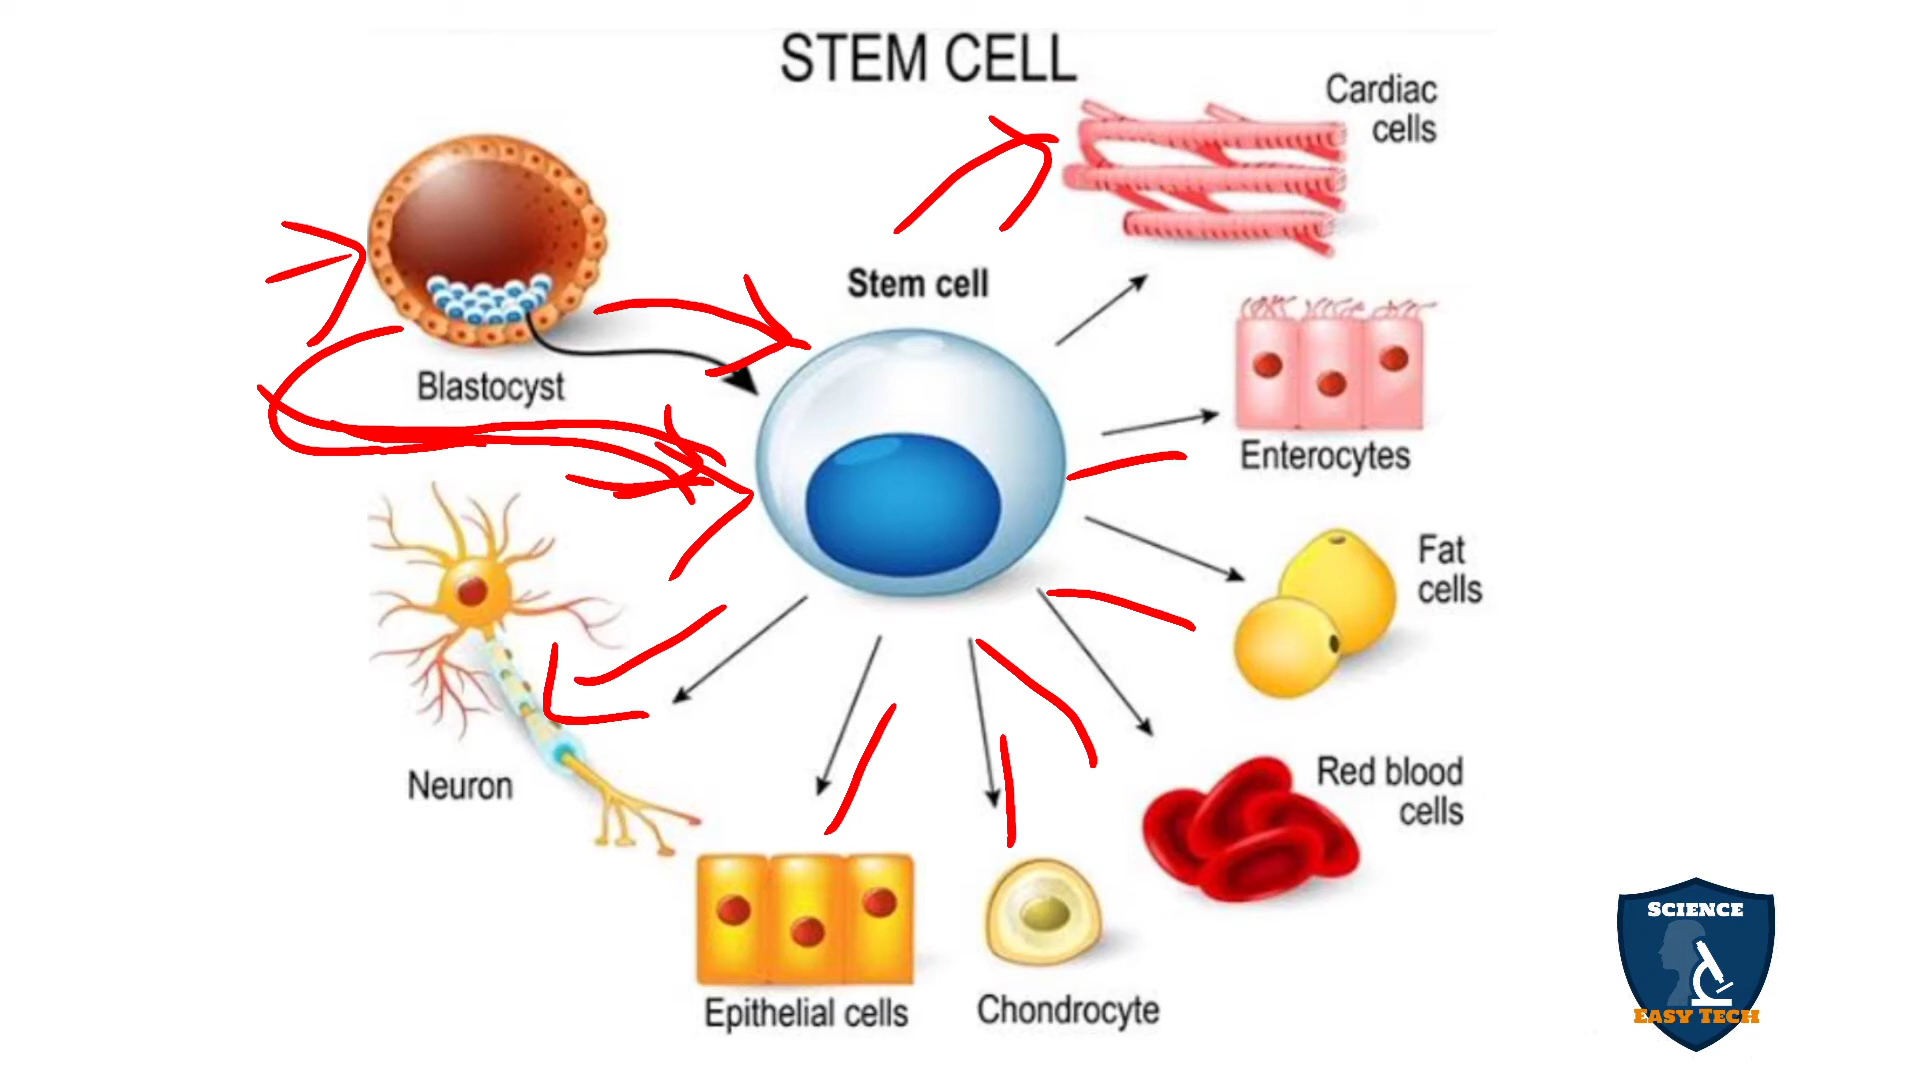 STEM CELL
Cardiac
cells
Stem cell
Blastocyst
Enterocytes
Fat
cells
Neuron
Red blood
cells
Epithelial cells
Chondrocyte
SCIENCE
EASY TECH